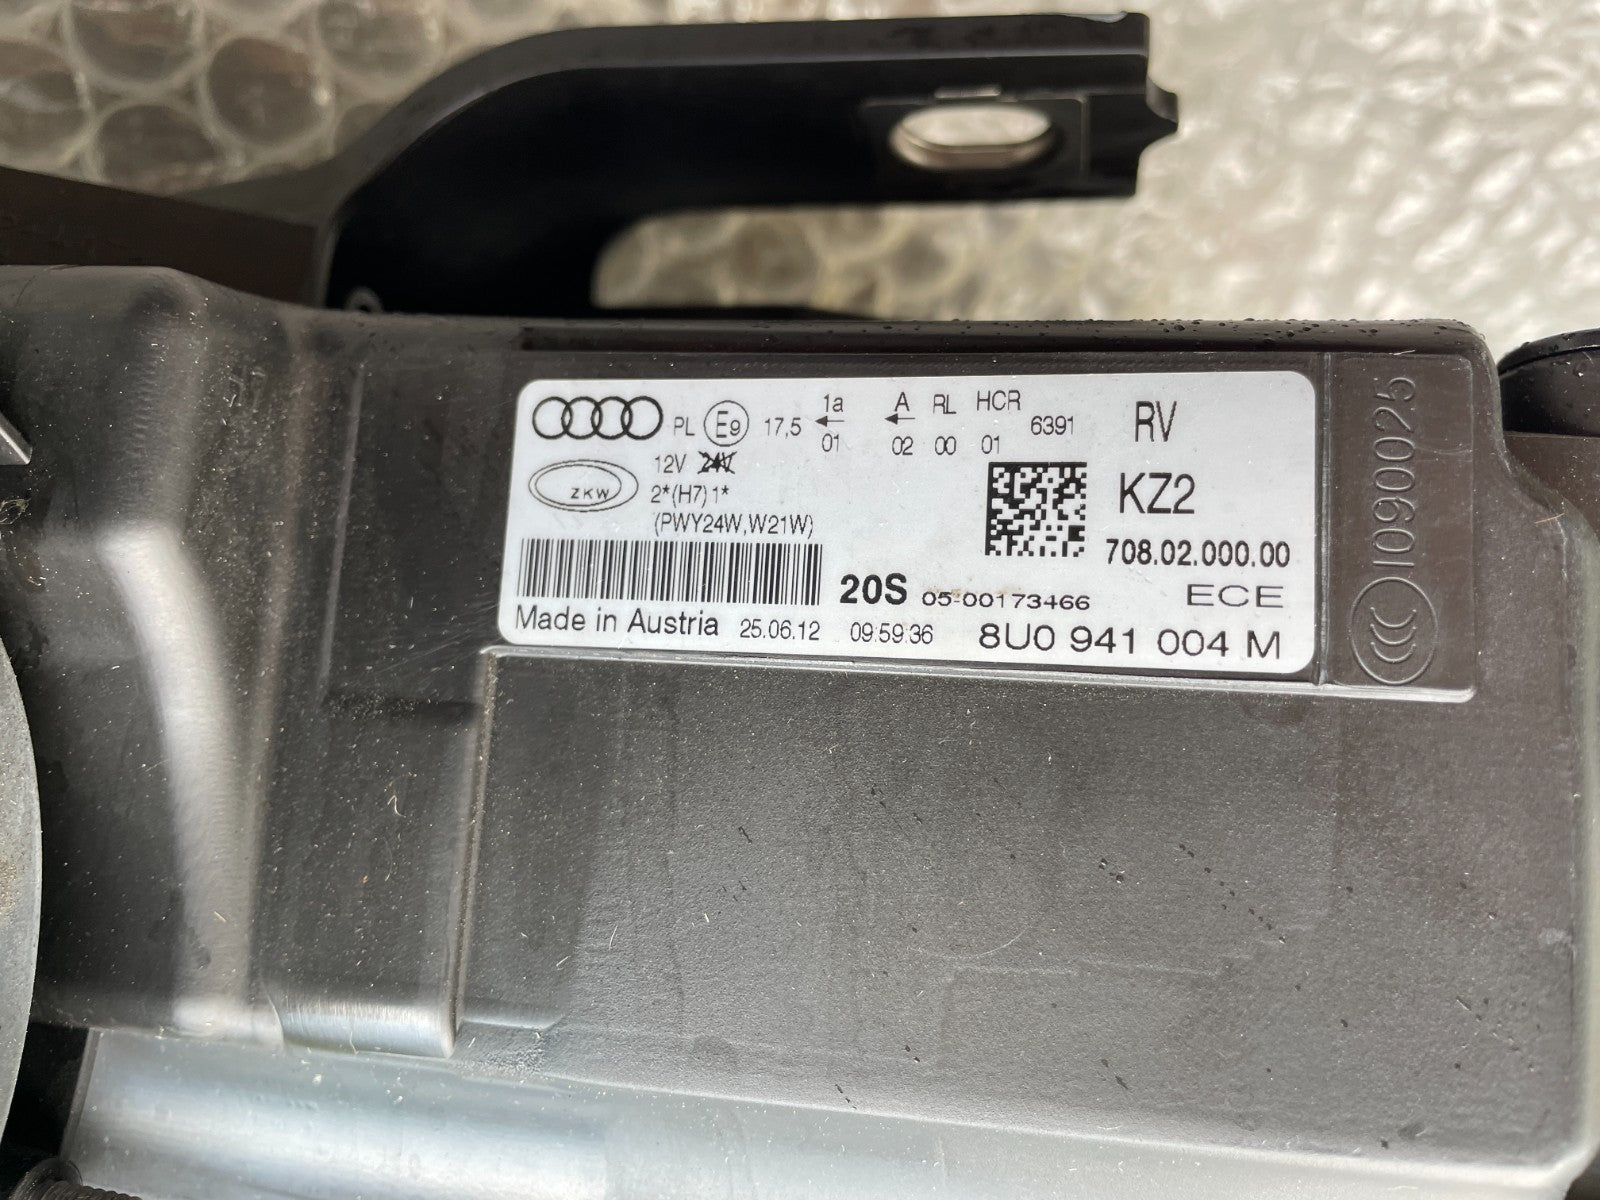 PL E9 17,5 1a A RL HCR 6391 RV
01 02 00 01
12V 24V
ZKW 2*(H7)1* KZ2
(PWY24W,W21W)
708.02.000.00
20S 05-00173466 ECE
Made in Austria 25.06.12 09:59:36 8U0 941 004 M
CCC I0900025